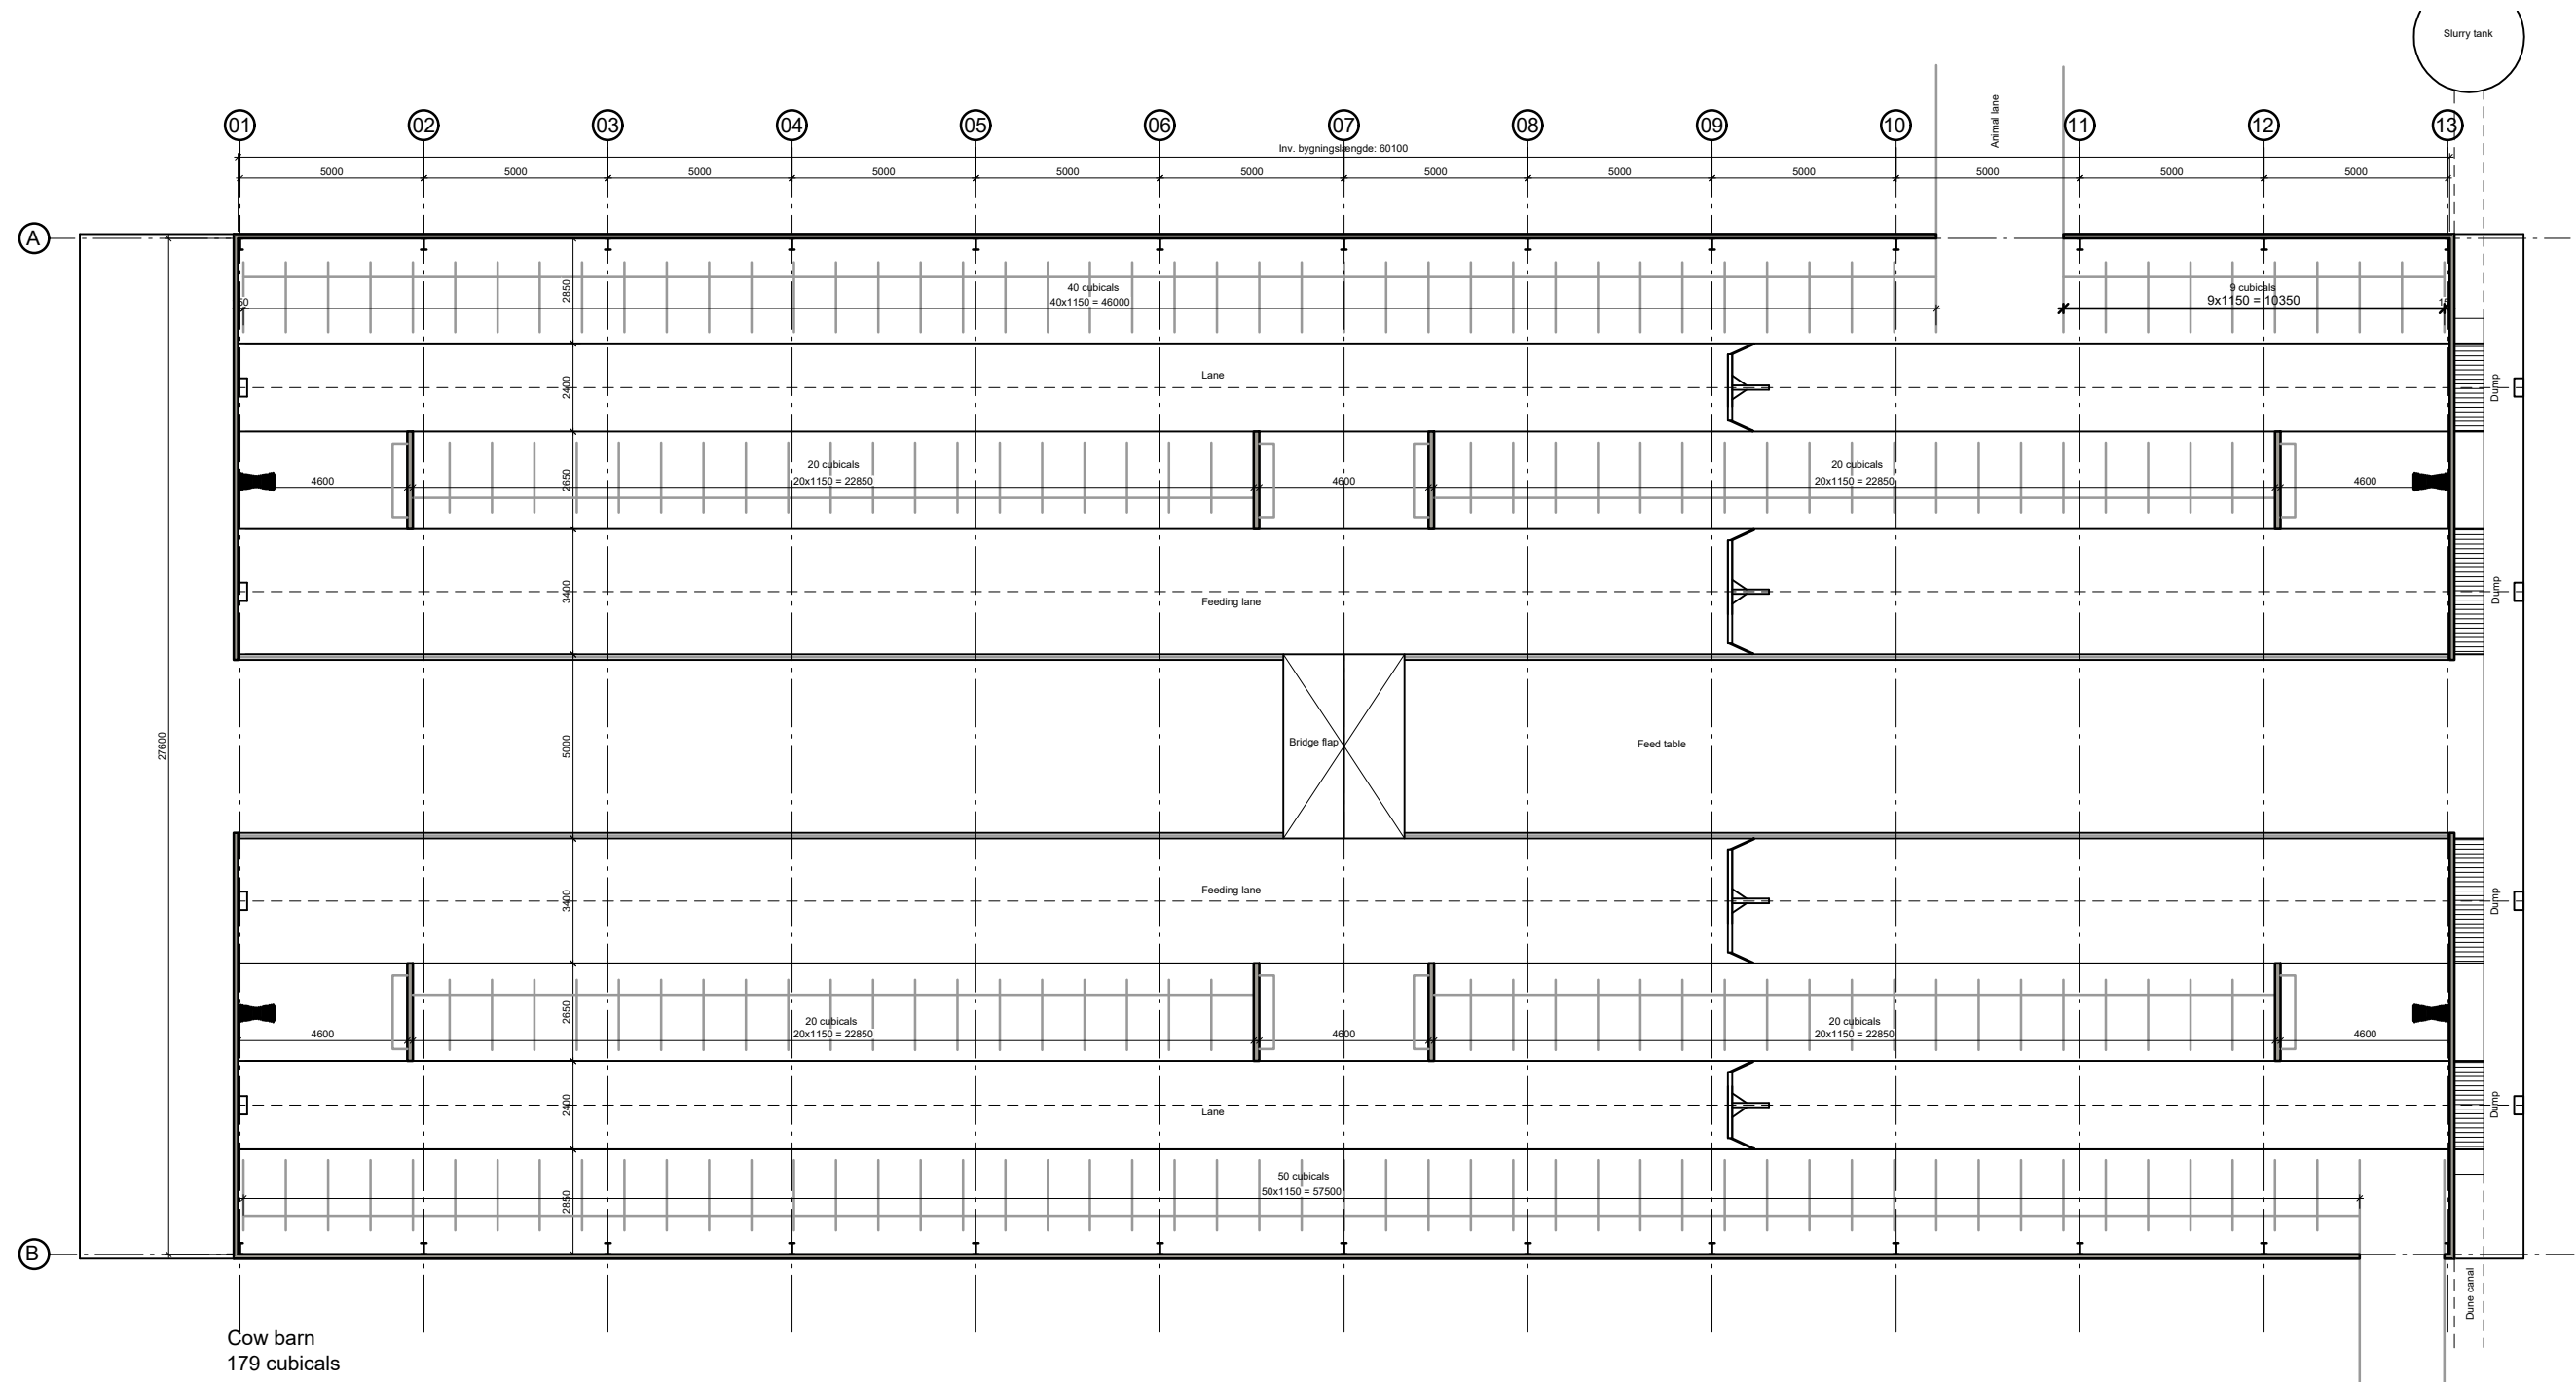 Slurry tank
Animal lane
01 02 03 04 05 06 07 08 09 10 11 12 13
Inv. bygningslængde: 60100
5000 5000 5000 5000 5000 5000 5000 5000 5000 5000 5000 5000
A
2850
40 cubicals
40x1150 = 46000
9 cubicals
9x1150 = 10350
Lane
2400
Dump
20 cubicals
20 cubicals
4600
20x1150 = 22850
4600
20x1150 = 22850
4600
2650
3400
Feeding lane
Dump
27600
5000
Bridge flap
Feed table
Feeding lane
3400
Dump
2650
20 cubicals
20 cubicals
4600
20x1150 = 22850
4600
20x1150 = 22850
4600
2400
Lane
Dump
50 cubicals
50x1150 = 57500
2850
B
Dune canal
Cow barn
179 cubicals